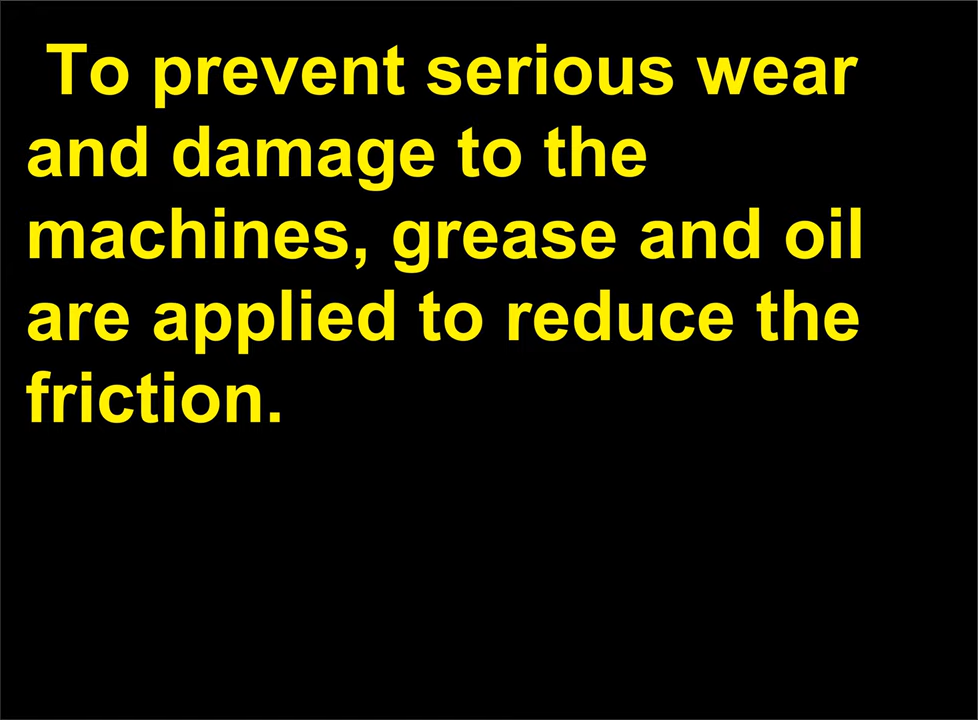 To prevent serious wear
and damage to the
machines, grease and oil
are applied to reduce the
friction.